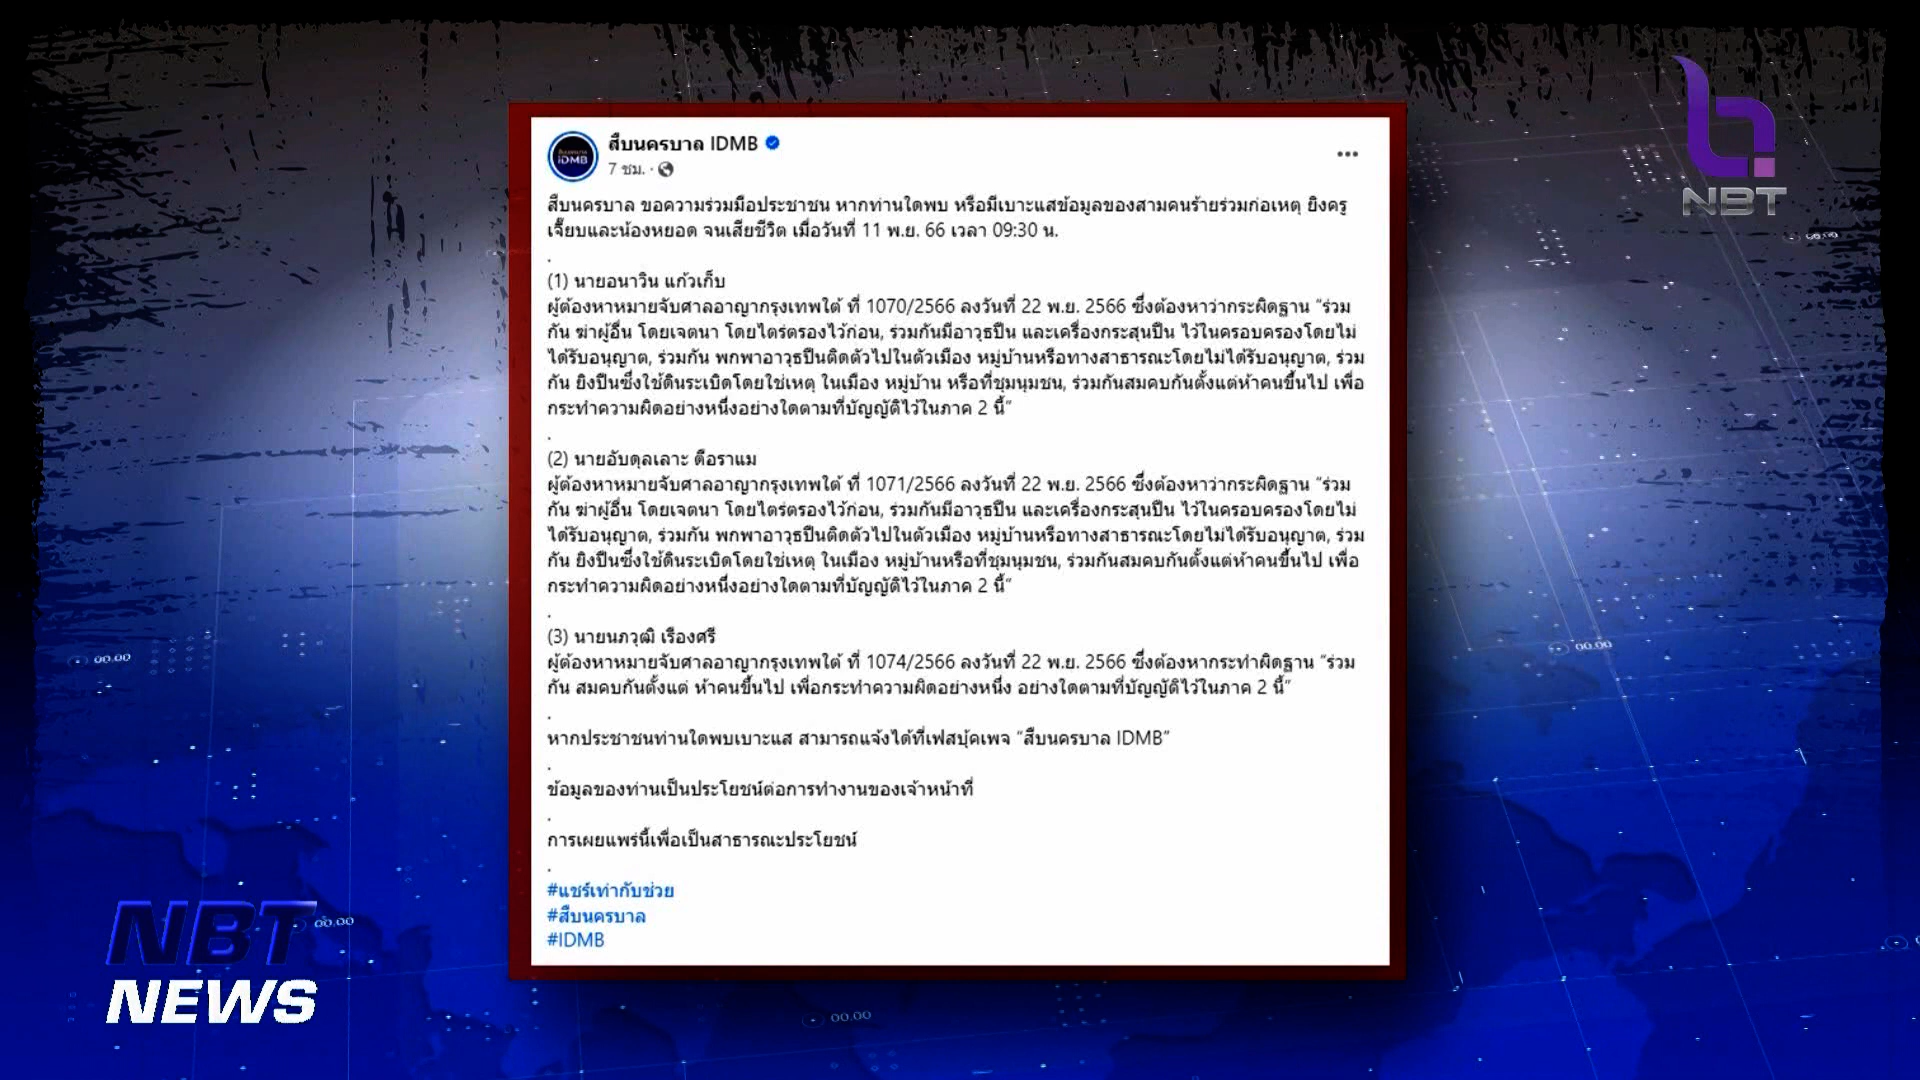 NBT
สืบนครบาล IDMB
IDMB
7 ชม.
สืบนครบาล ขอความร่วมมือประชาชน หากท่านใดพบ หรือมีเบาะแสข้อมูลของสามคนร้ายร่วมก่อเหตุ ยิงครู
เจี๊ยบและน้องหยอด จนเสียชีวิต เมื่อวันที่ 11 พ.ย. 66 เวลา 09:30 น.
.
(1) นายอนาวิน แก้วเก็บ
ผู้ต้องหาหมายจับศาลอาญากรุงเทพใต้ ที่ 1070/2566 ลงวันที่ 22 พ.ย. 2566 ซึ่งต้องหาว่ากระผิดฐาน “ร่วม
กัน ฆ่าผู้อื่น โดยเจตนา โดยไตร่ตรองไว้ก่อน, ร่วมกันมีอาวุธปืน และเครื่องกระสุนปืน ไว้ในครอบครองโดยไม่
ได้รับอนุญาต, ร่วมกัน พกพาอาวุธปืนติดตัวไปในตัวเมือง หมู่บ้านหรือทางสาธารณะโดยไม่ได้รับอนุญาต, ร่วม
กัน ยิงปืนซึ่งใช้ดินระเบิดโดยใช่เหตุ ในเมือง หมู่บ้าน หรือที่ชุมนุมชน, ร่วมกันสมคบกันตั้งแต่ห้าคนขึ้นไป เพื่อ
กระทำความผิดอย่างหนึ่งอย่างใดตามที่บัญญัติไว้ในภาค 2 นี้”
.
(2) นายอับดุลเลาะ ตือราแม
ผู้ต้องหาหมายจับศาลอาญากรุงเทพใต้ ที่ 1071/2566 ลงวันที่ 22 พ.ย. 2566 ซึ่งต้องหาว่ากระผิดฐาน “ร่วม
กัน ฆ่าผู้อื่น โดยเจตนา โดยไตร่ตรองไว้ก่อน, ร่วมกันมีอาวุธปืน และเครื่องกระสุนปืน ไว้ในครอบครองโดยไม่
ได้รับอนุญาต, ร่วมกัน พกพาอาวุธปืนติดตัวไปในตัวเมือง หมู่บ้านหรือทางสาธารณะโดยไม่ได้รับอนุญาต, ร่วม
กัน ยิงปืนซึ่งใช้ดินระเบิดโดยใช่เหตุ ในเมือง หมู่บ้านหรือที่ชุมนุมชน, ร่วมกันสมคบกันตั้งแต่ห้าคนขึ้นไป เพื่อ
กระทำความผิดอย่างหนึ่งอย่างใดตามที่บัญญัติไว้ในภาค 2 นี้”
.
(3) นายนภวุฒิ เรืองศรี
ผู้ต้องหาหมายจับศาลอาญากรุงเทพใต้ ที่ 1074/2566 ลงวันที่ 22 พ.ย. 2566 ซึ่งต้องหากระทำผิดฐาน “ร่วม
กัน สมคบกันตั้งแต่ ห้าคนขึ้นไป เพื่อกระทำความผิดอย่างหนึ่ง อย่างใดตามที่บัญญัติไว้ในภาค 2 นี้”
.
หากประชาชนท่านใดพบเบาะแส สามารถแจ้งได้ที่เฟสบุ้คเพจ “สืบนครบาล IDMB”
.
ข้อมูลของท่านเป็นประโยชน์ต่อการทำงานของเจ้าหน้าที่
.
การเผยแพร่นี้เพื่อเป็นสาธารณะประโยชน์
.
#แชร์เท่ากับช่วย
#สืบนครบาล
#IDMB
00.00
00.00
00.00
00.00
NBT
NEWS